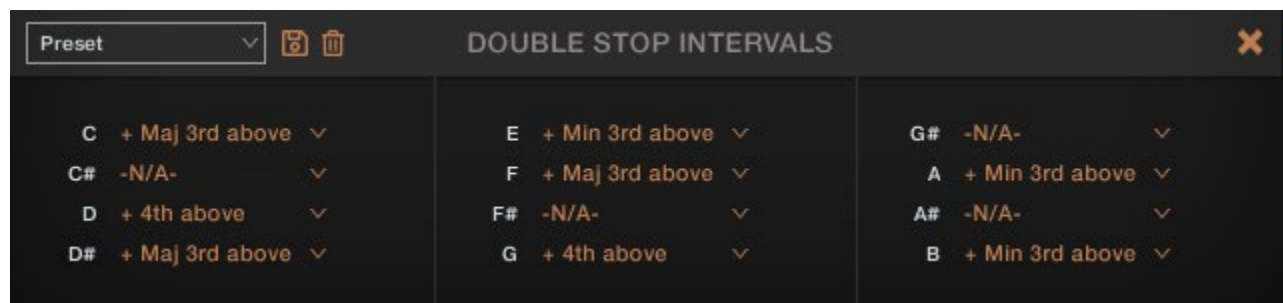 Preset DOUBLE STOP INTERVALS
C + Maj 3rd above
C# -N/A-
D + 4th above
D# + Maj 3rd above
E + Min 3rd above
F + Maj 3rd above
F# -N/A-
G + 4th above
G# -N/A-
A + Min 3rd above
A# -N/A-
B + Min 3rd above